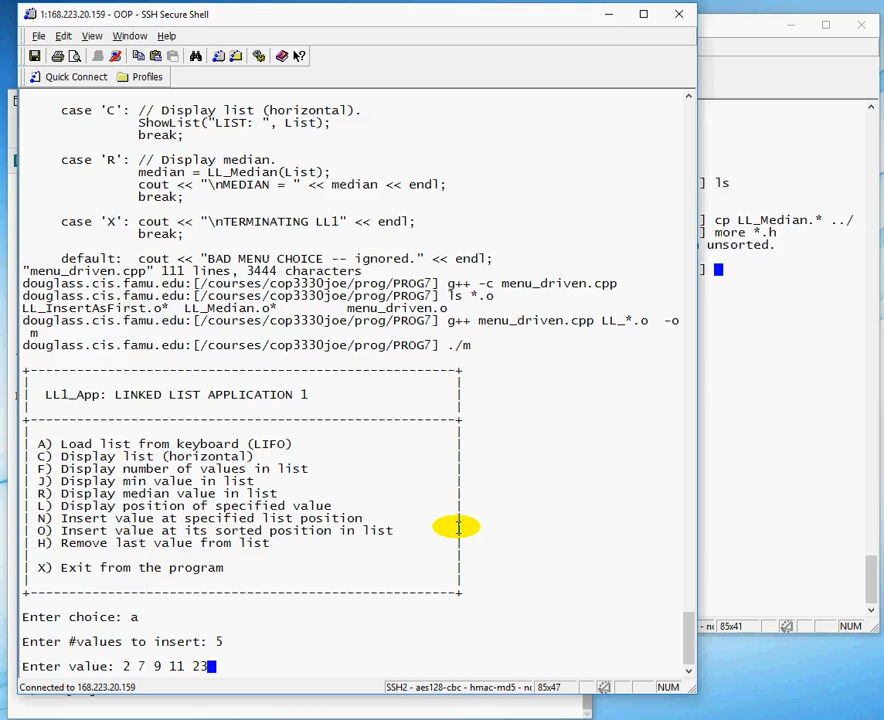 1:168.223.20.159 - OOP - SSH Secure Shell
File Edit View Window Help
Quick Connect Profiles
case 'C': // Display list (horizontal).
ShowList("LIST: ", List);
break;
case 'R': // Display median.
median = LL_Median(List);
cout << "\nMEDIAN = " << median << endl;
break;
case 'X': cout << "\nTERMINATING LL1" << endl;
break;
default: cout << "BAD MENU CHOICE -- ignored." << endl;
"menu_driven.cpp" 111 lines, 3444 characters
douglass.cis.famu.edu:[/courses/cop3330joe/prog/PROG7] g++ -c menu_driven.cpp
douglass.cis.famu.edu:[/courses/cop3330joe/prog/PROG7] ls *.o
LL_InsertAsFirst.o* LL_Median.o* menu_driven.o
douglass.cis.famu.edu:[/courses/cop3330joe/prog/PROG7] g++ menu_driven.cpp LL_*.o -o
m
douglass.cis.famu.edu:[/courses/cop3330joe/prog/PROG7] ./m
LL1_App: LINKED LIST APPLICATION 1
A) Load list from keyboard (LIFO)
C) Display list (horizontal)
F) Display number of values in list
J) Display min value in list
R) Display median value in list
L) Display position of specified value
N) Insert value at specified list position
O) Insert value at its sorted position in list
H) Remove last value from list
X) Exit from the program
Enter choice: a
Enter #values to insert: 5
Enter value: 2 7 9 11 23
Connected to 168.223.20.159 SSH2 - aes128-cbc - hmac-md5 - no 85x47 NUM
] ls
] cp LL_Median.* ../
] more *.h
unsorted.
]
85x41 NUM